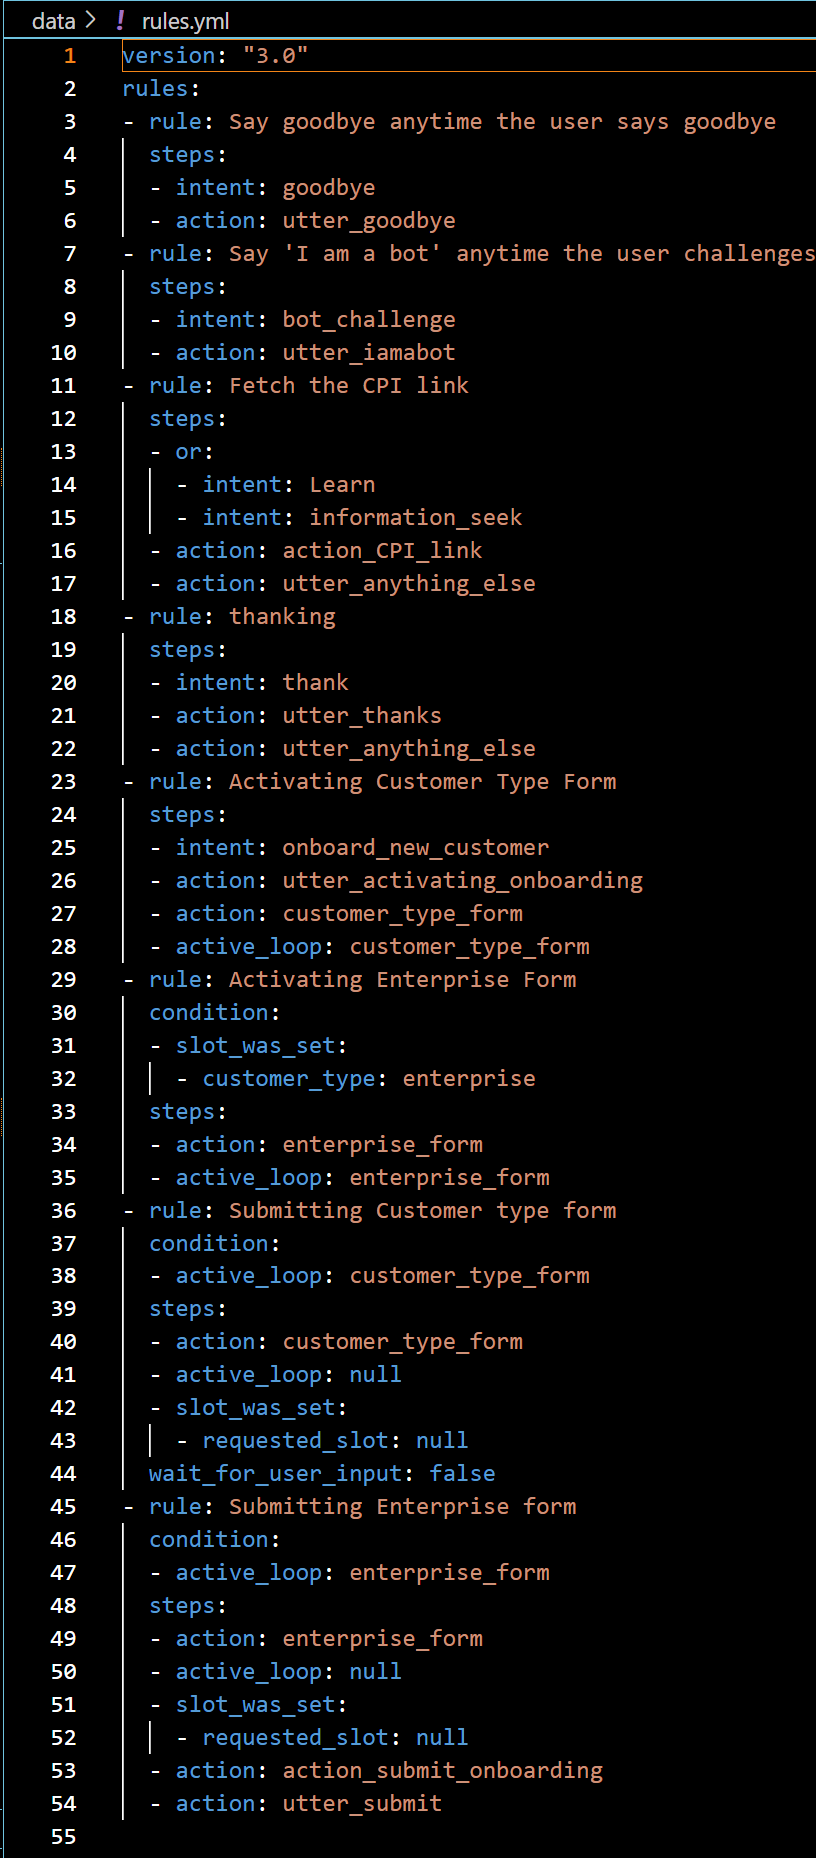 data > ! rules.yml
1 version: "3.0"
2 rules:
3 - rule: Say goodbye anytime the user says goodbye
4 steps:
5 - intent: goodbye
6 - action: utter_goodbye
7 - rule: Say 'I am a bot' anytime the user challenges
8 steps:
9 - intent: bot_challenge
10 - action: utter_iamabot
11 - rule: Fetch the CPI link
12 steps:
13 - or:
14 - intent: Learn
15 - intent: information_seek
16 - action: action_CPI_link
17 - action: utter_anything_else
18 - rule: thanking
19 steps:
20 - intent: thank
21 - action: utter_thanks
22 - action: utter_anything_else
23 - rule: Activating Customer Type Form
24 steps:
25 - intent: onboard_new_customer
26 - action: utter_activating_onboarding
27 - action: customer_type_form
28 - active_loop: customer_type_form
29 - rule: Activating Enterprise Form
30 condition:
31 - slot_was_set:
32 - customer_type: enterprise
33 steps:
34 - action: enterprise_form
35 - active_loop: enterprise_form
36 - rule: Submitting Customer type form
37 condition:
38 - active_loop: customer_type_form
39 steps:
40 - action: customer_type_form
41 - active_loop: null
42 - slot_was_set:
43 - requested_slot: null
44 wait_for_user_input: false
45 - rule: Submitting Enterprise form
46 condition:
47 - active_loop: enterprise_form
48 steps:
49 - action: enterprise_form
50 - active_loop: null
51 - slot_was_set:
52 - requested_slot: null
53 - action: action_submit_onboarding
54 - action: utter_submit
55